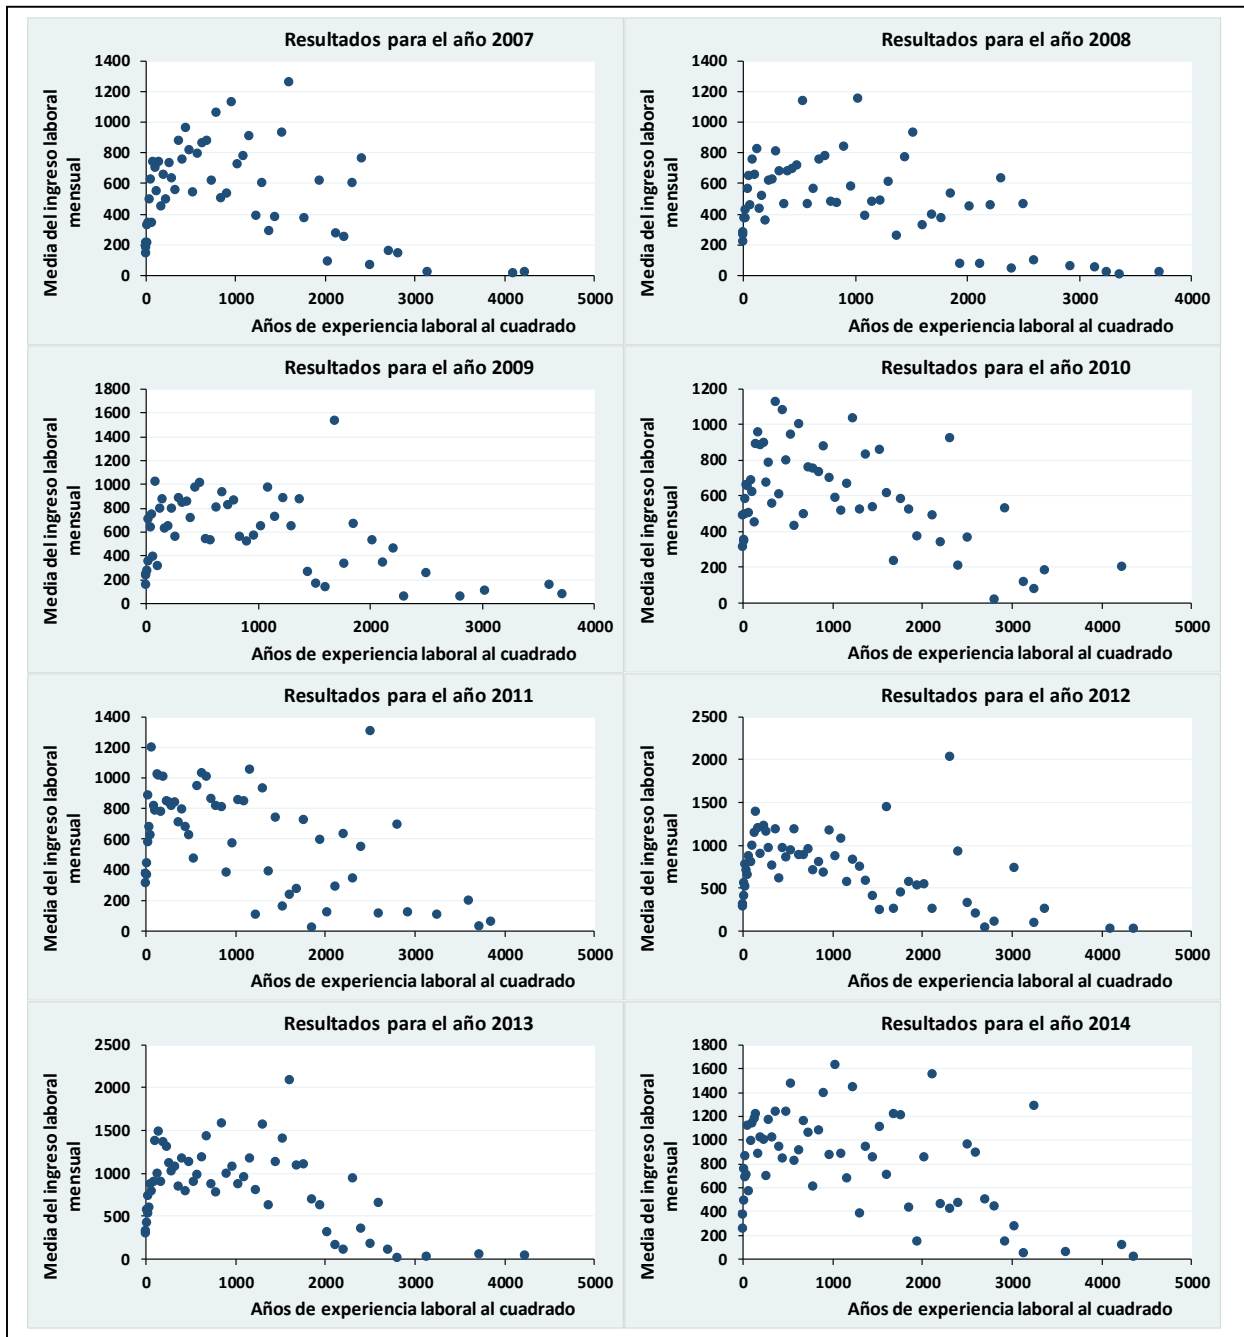 Resultados para el año 2007
Media del ingreso laboral
mensual
1400
1200
1000
800
600
400
200
0
0 1000 2000 3000 4000 5000
Años de experiencia laboral al cuadrado
Resultados para el año 2008
Media del ingreso laboral
mensual
1400
1200
1000
800
600
400
200
0
0 1000 2000 3000 4000
Años de experiencia laboral al cuadrado
Resultados para el año 2009
Media del ingreso laboral
mensual
1800
1600
1400
1200
1000
800
600
400
200
0
0 1000 2000 3000 4000
Años de experiencia laboral al cuadrado
Resultados para el año 2010
Media del ingreso laboral
mensual
1200
1000
800
600
400
200
0
0 1000 2000 3000 4000 5000
Años de experiencia laboral al cuadrado
Resultados para el año 2011
Media del ingreso laboral
mensual
1400
1200
1000
800
600
400
200
0
0 1000 2000 3000 4000 5000
Años de experiencia laboral al cuadrado
Resultados para el año 2012
Media del ingreso laboral
mensual
2500
2000
1500
1000
500
0
0 1000 2000 3000 4000 5000
Años de experiencia laboral al cuadrado
Resultados para el año 2013
Media del ingreso laboral
mensual
2500
2000
1500
1000
500
0
0 1000 2000 3000 4000 5000
Años de experiencia laboral al cuadrado
Resultados para el año 2014
Media del ingreso laboral
mensual
1800
1600
1400
1200
1000
800
600
400
200
0
0 1000 2000 3000 4000 5000
Años de experiencia laboral al cuadrado